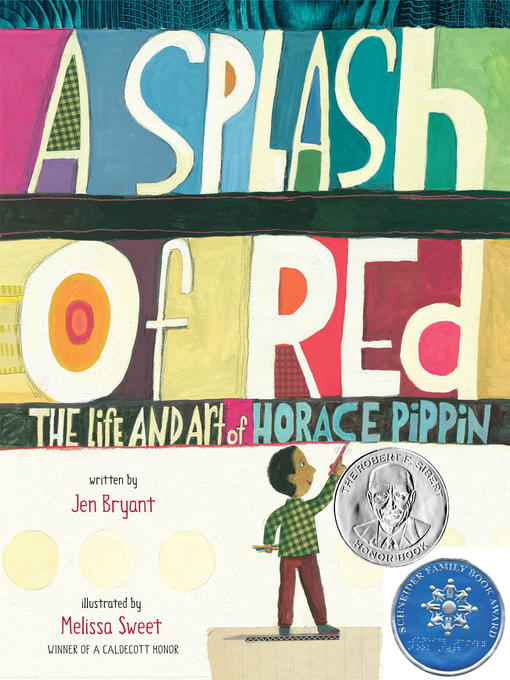 A SPLASh
Of REd
THE LifE AND ARt of HORACE PiPPiN
written by
Jen Bryant
illustrated by
Melissa Sweet
WINNER OF A CALDECOTT HONOR
THE ROBERT F. SIBERT
HONOR BOOK
SCHNEIDER FAMILY BOOK AWARD